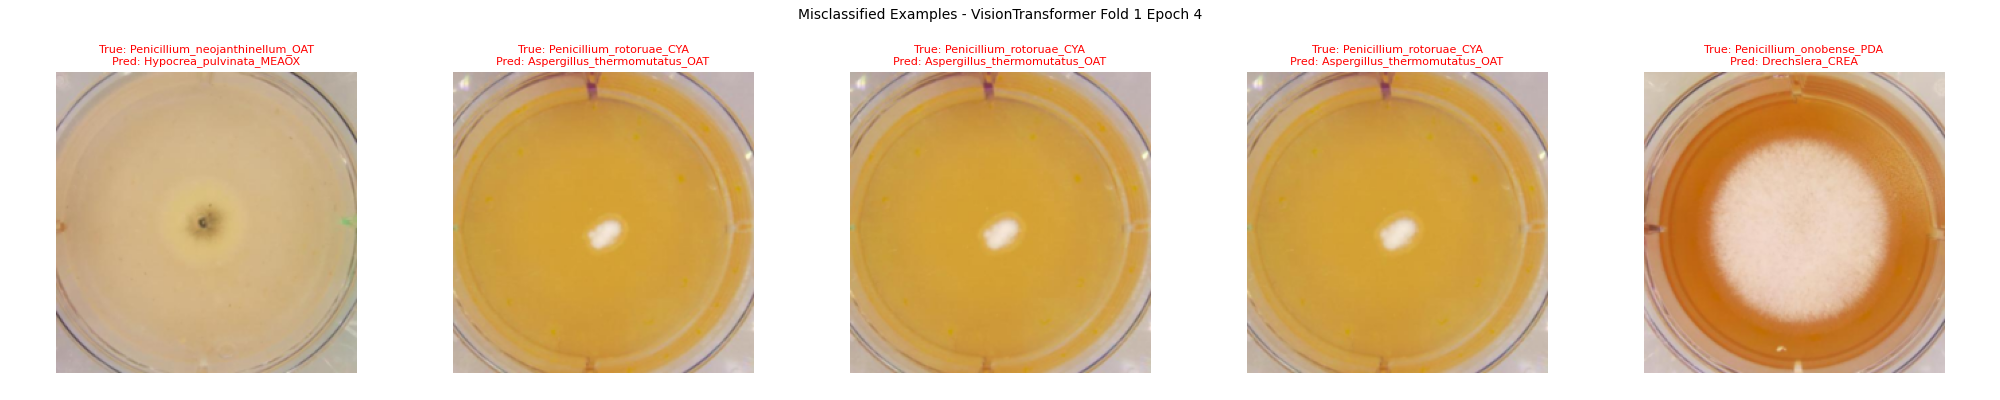 Misclassified Examples - VisionTransformer Fold 1 Epoch 4
True: Penicillium_neojanthinellum_OAT
Pred: Hypocrea_pulvinata_MEAOX
True: Penicillium_rotoruae_CYA
Pred: Aspergillus_thermomutatus_OAT
True: Penicillium_rotoruae_CYA
Pred: Aspergillus_thermomutatus_OAT
True: Penicillium_rotoruae_CYA
Pred: Aspergillus_thermomutatus_OAT
True: Penicillium_onobense_PDA
Pred: Drechslera_CREA